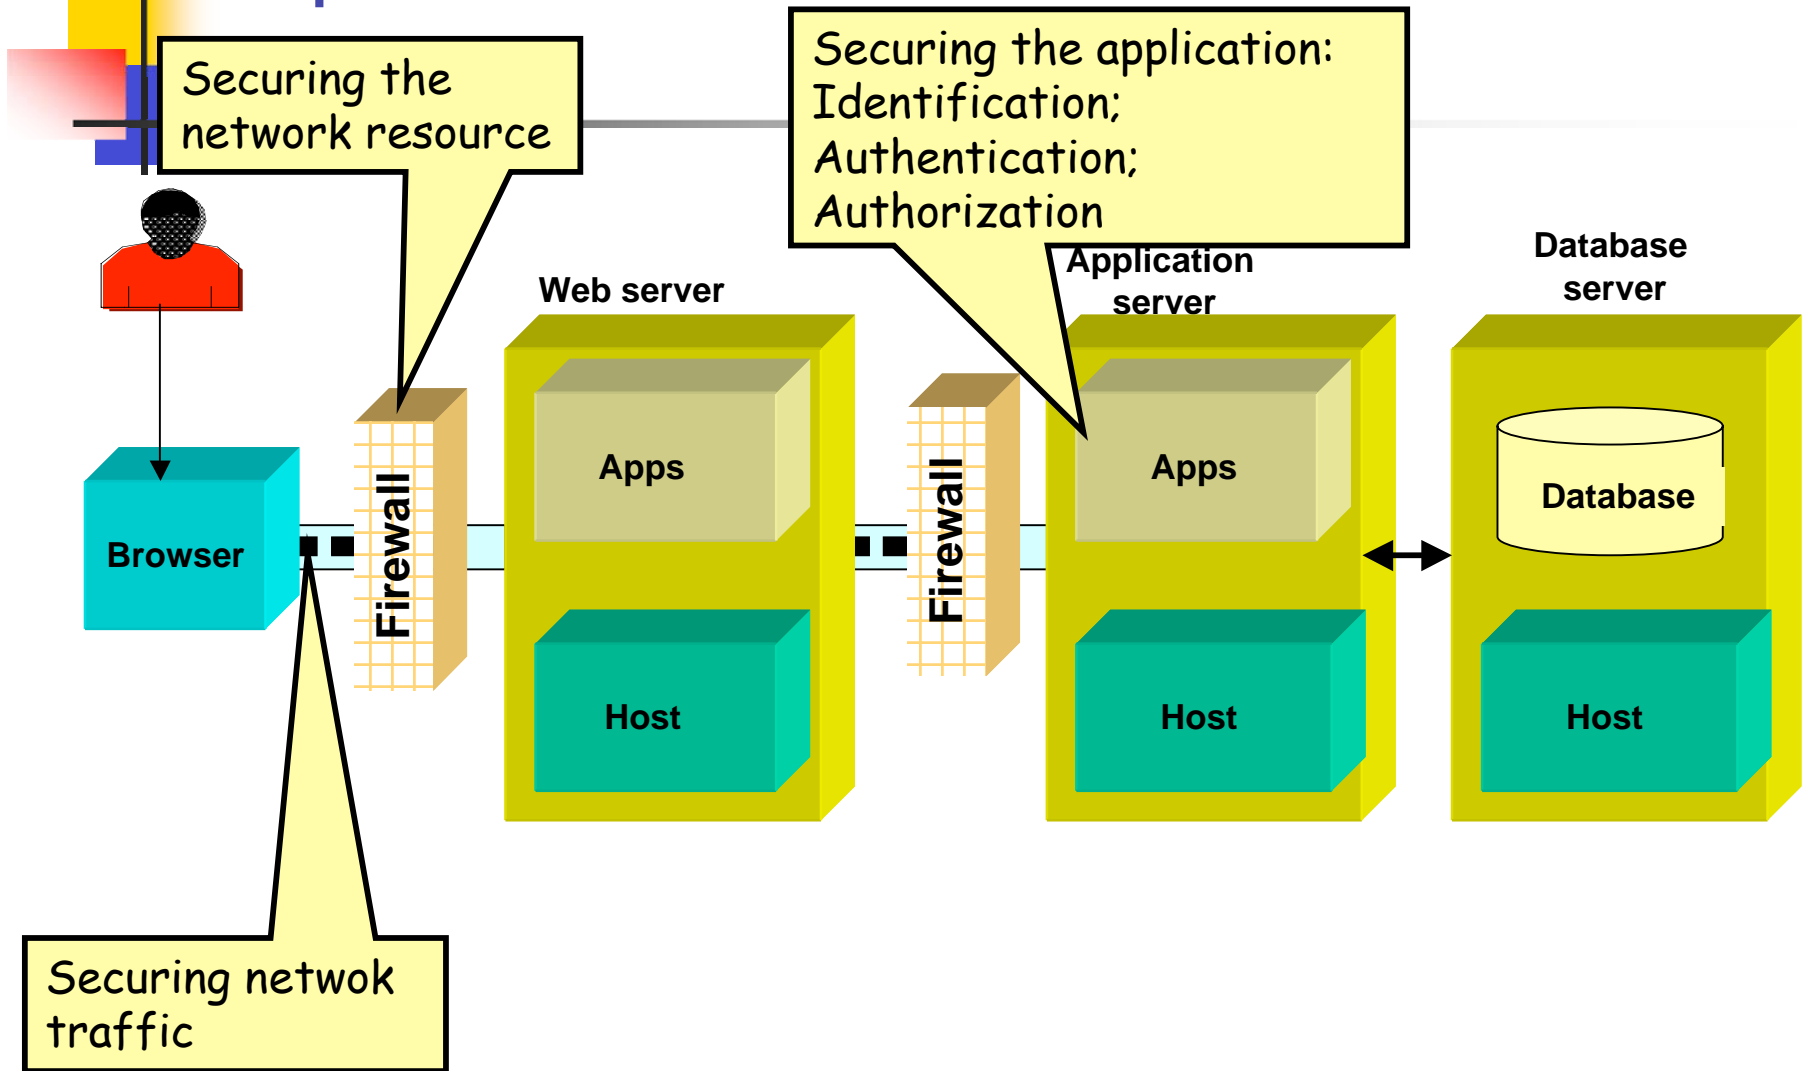 Securing the
network resource
Securing the application:
Identification;
Authentication;
Authorization
Web server
Application
server
Database
server
Browser
Firewall
Apps
Host
Firewall
Apps
Host
Database
Host
Securing netwok
traffic